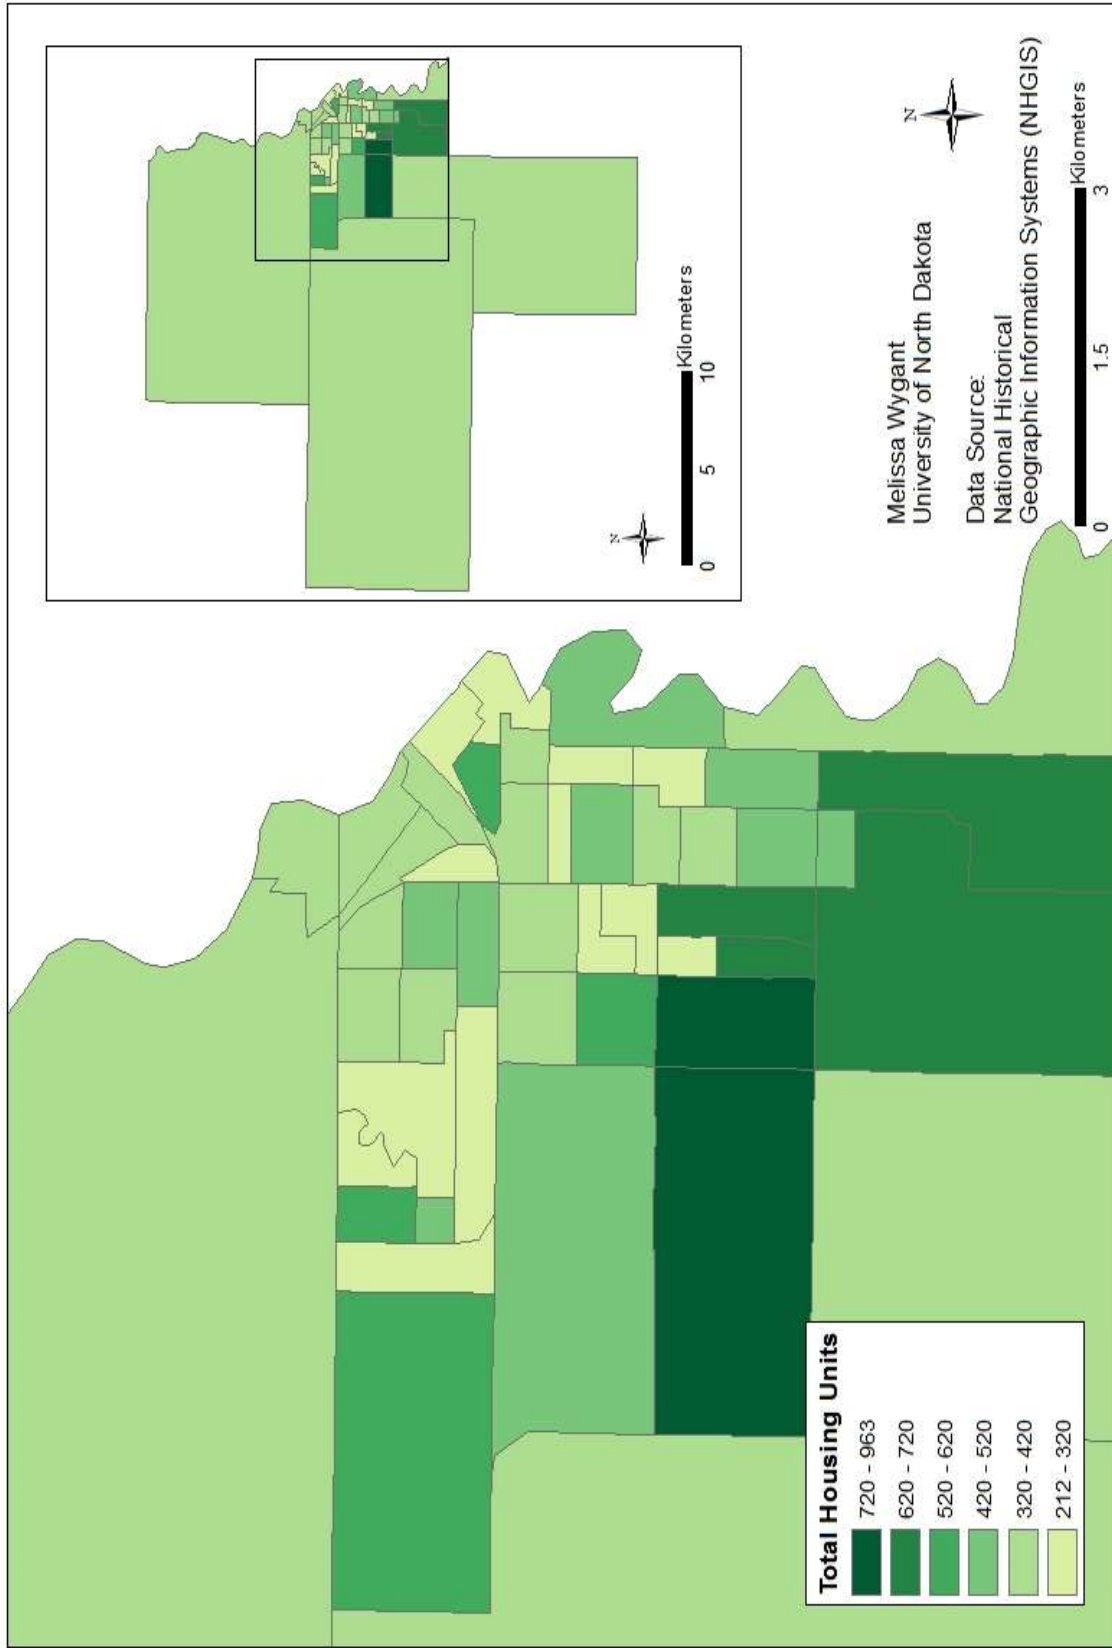 N
0 5 10 Kilometers
Total Housing Units
720 - 963
620 - 720
520 - 620
420 - 520
320 - 420
212 - 320
Melissa Wygant
University of North Dakota
Data Source:
National Historical
Geographic Information Systems (NHGIS)
N
0 1.5 3 Kilometers